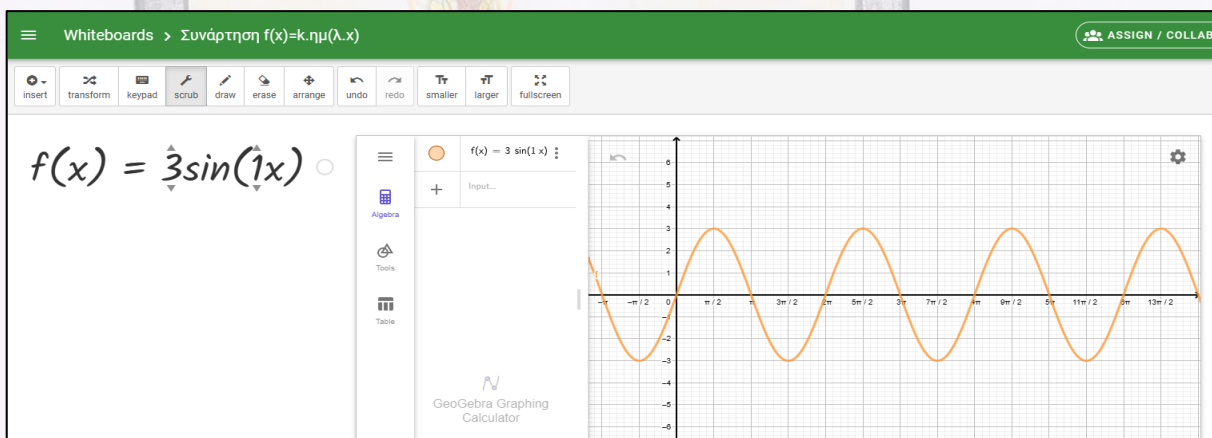 Whiteboards > Συνάρτηση f(x)=k.ημ(λ.x)
ASSIGN / COLLAB
insert transform keypad scrub draw erase arrange undo redo smaller larger fullscreen
f(x) = 3sin(1x)
f(x) = 3 sin(1 x)
Input...
Algebra
Tools
Table
GeoGebra Graphing
Calculator
6
5
4
3
2
1
−π −π / 2 0 π / 2 π 3π / 2 2π 5π / 2 3π 7π / 2 4π 9π / 2 5π 11π / 2 6π 13π / 2
−1
−2
−3
−4
−5
−6